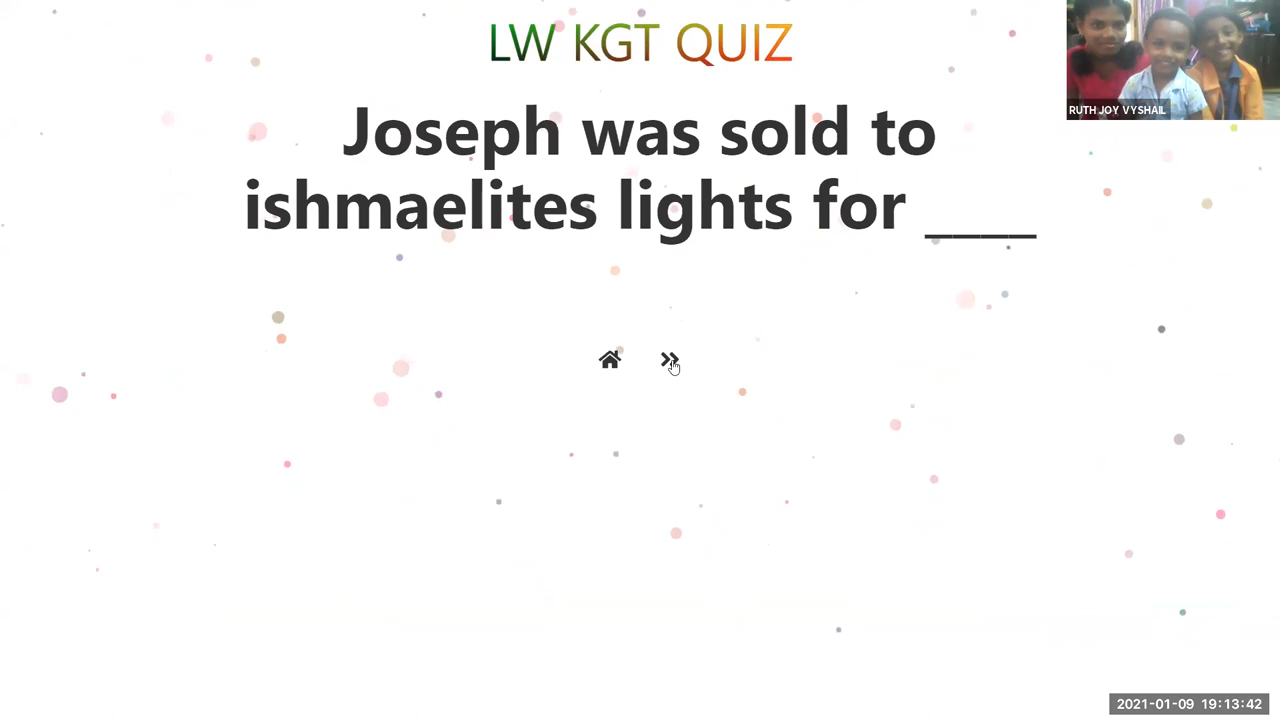 LW KGT QUIZ
RUTH JOY VYSHAIL
Joseph was sold to
ishmaelites lights for ____
2021-01-09 19:13:42